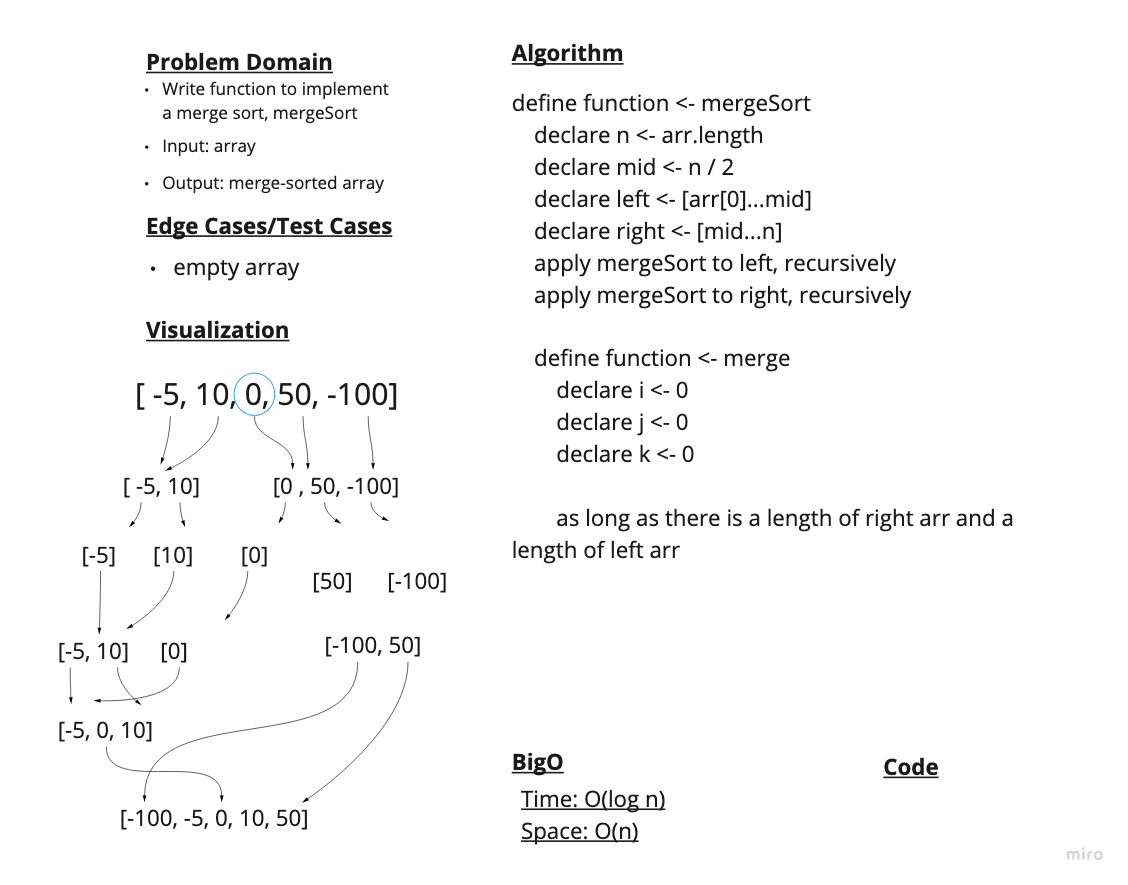 Problem Domain
• Write function to implement
a merge sort, mergeSort
• Input: array
• Output: merge-sorted array
Edge Cases/Test Cases
• empty array
Visualization
[ -5, 10, 0, 50, -100]
[ -5, 10] [0 , 50, -100]
[-5] [10] [0]
[50] [-100]
[-5, 10] [0] [-100, 50]
[-5, 0, 10]
[-100, -5, 0, 10, 50]
Algorithm
define function <- mergeSort
declare n <- arr.length
declare mid <- n / 2
declare left <- [arr[0]...mid]
declare right <- [mid...n]
apply mergeSort to left, recursively
apply mergeSort to right, recursively
define function <- merge
declare i <- 0
declare j <- 0
declare k <- 0
as long as there is a length of right arr and a
length of left arr
BigO
Time: O(log n)
Space: O(n)
Code
miro